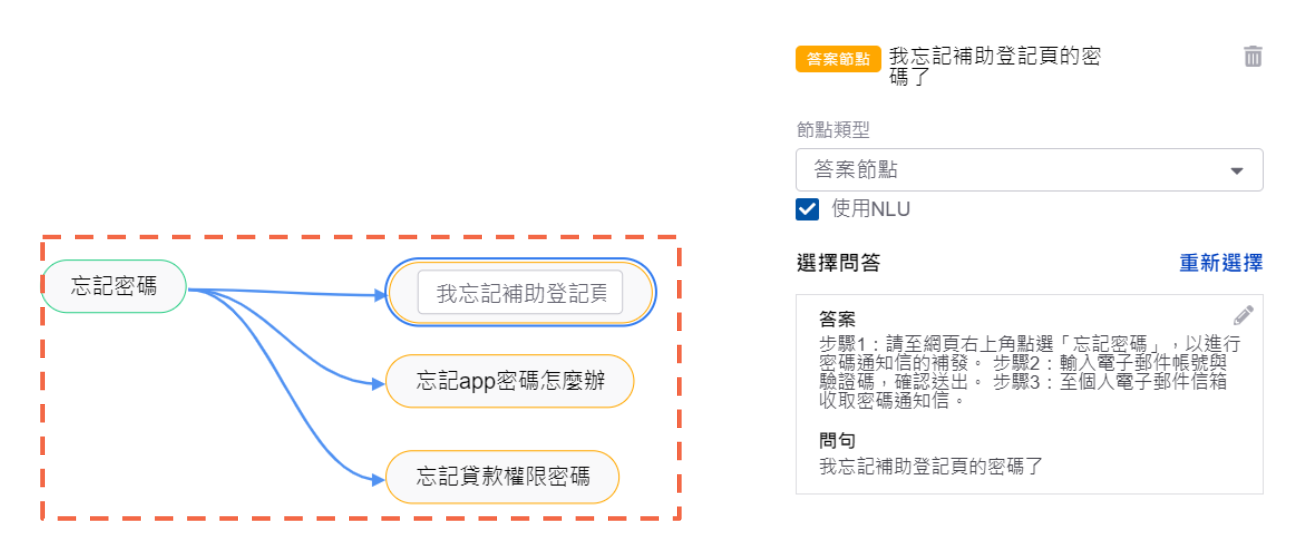 答案節點 我忘記補助登記頁的密
碼了
節點類型
答案節點
使用NLU
選擇問答 重新選擇
答案
步驟1：請至網頁右上角點選「忘記密碼」，以進行
密碼通知信的補發。 步驟2：輸入電子郵件帳號與
驗證碼，確認送出。 步驟3：至個人電子郵件信箱
收取密碼通知信。
問句
我忘記補助登記頁的密碼了
忘記密碼
我忘記補助登記頁
忘記app密碼怎麼辦
忘記貸款權限密碼